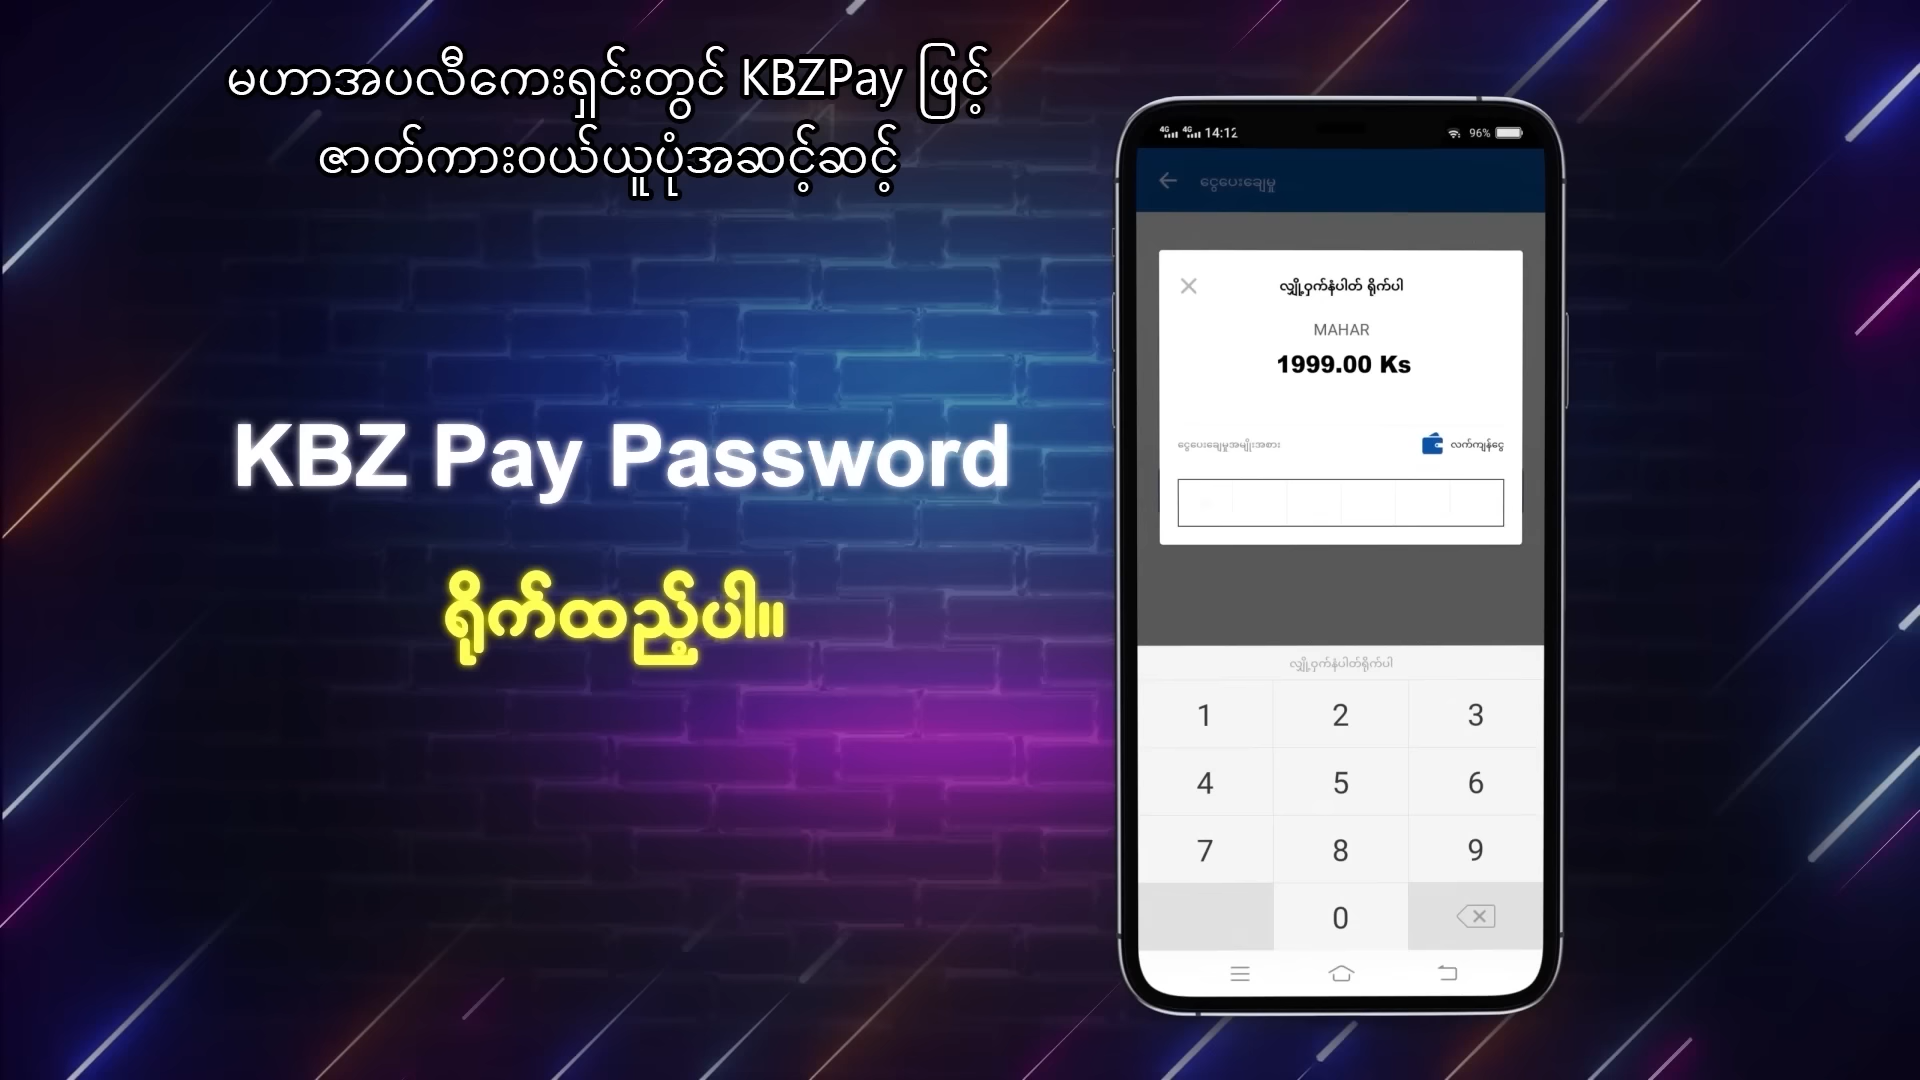 မဟာအပလီကေးရှင်းတွင် KBZPay ဖြင့်
ဇာတ်ကားဝယ်ယူပုံအဆင့်ဆင့်
KBZ Pay Password
ရိုက်ထည့်ပါ။
4G 4G 14:12 96%
ငွေပေးချေမှု
လျှို့ဝှက်နံပါတ် ရိုက်ပါ
MAHAR
1999.00 Ks
ငွေပေးချေမှုအမျိုးအစား လက်ကျန်ငွေ
လျှို့ဝှက်နံပါတ်ရိုက်ပါ
1 2 3
4 5 6
7 8 9
0